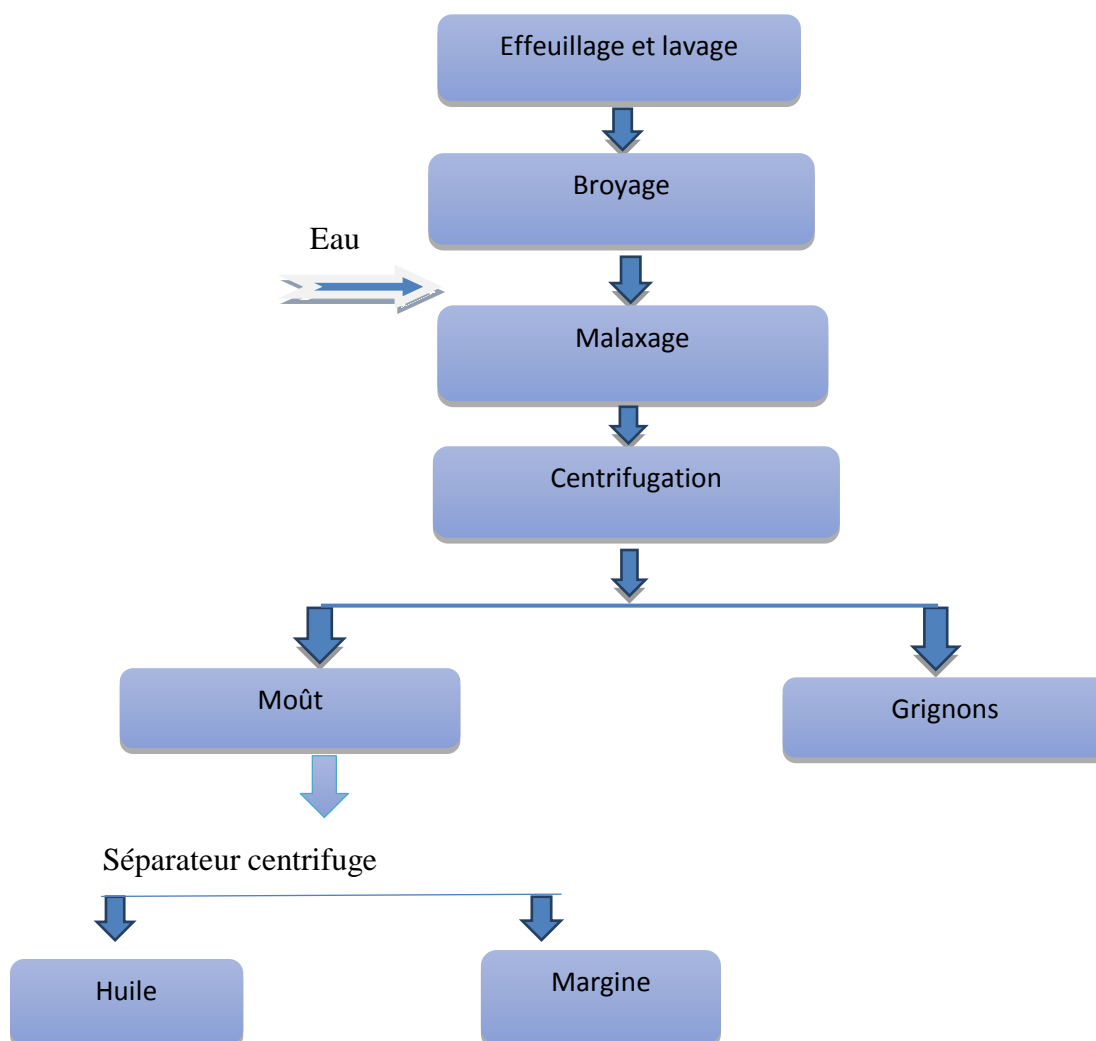 Effeuillage et lavage
Broyage
Eau
Malaxage
Centrifugation
Moût
Grignons
Séparateur centrifuge
Huile
Margine